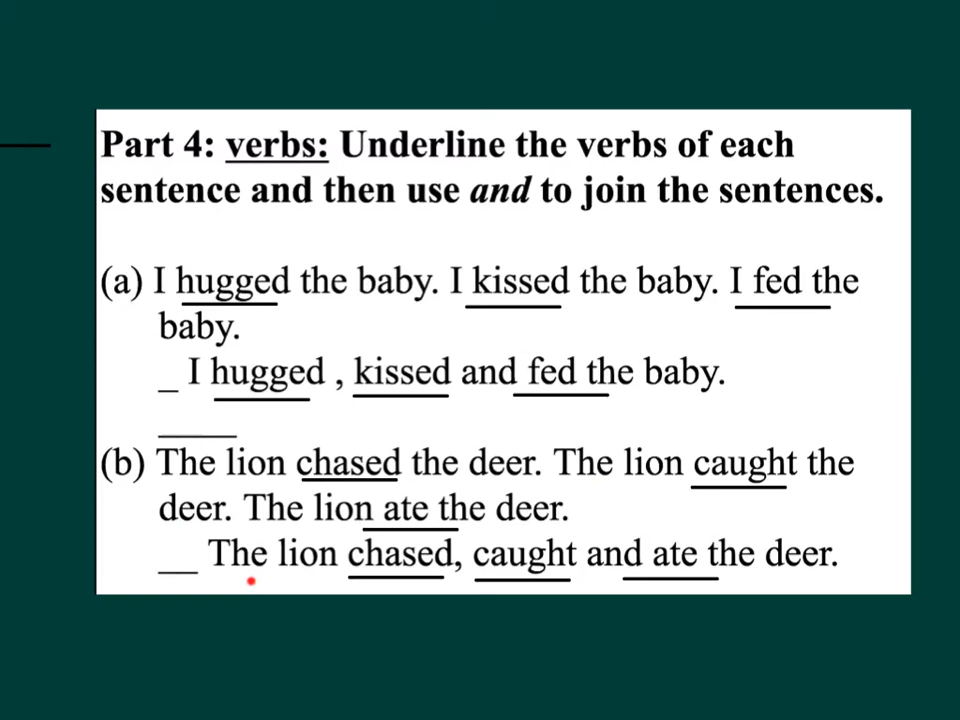 Part 4: verbs: Underline the verbs of each
sentence and then use and to join the sentences.
(a) I hugged the baby. I kissed the baby. I fed the
baby.
_ I hugged , kissed and fed the baby.
____
(b) The lion chased the deer. The lion caught the
deer. The lion ate the deer.
__ The lion chased, caught and ate the deer.